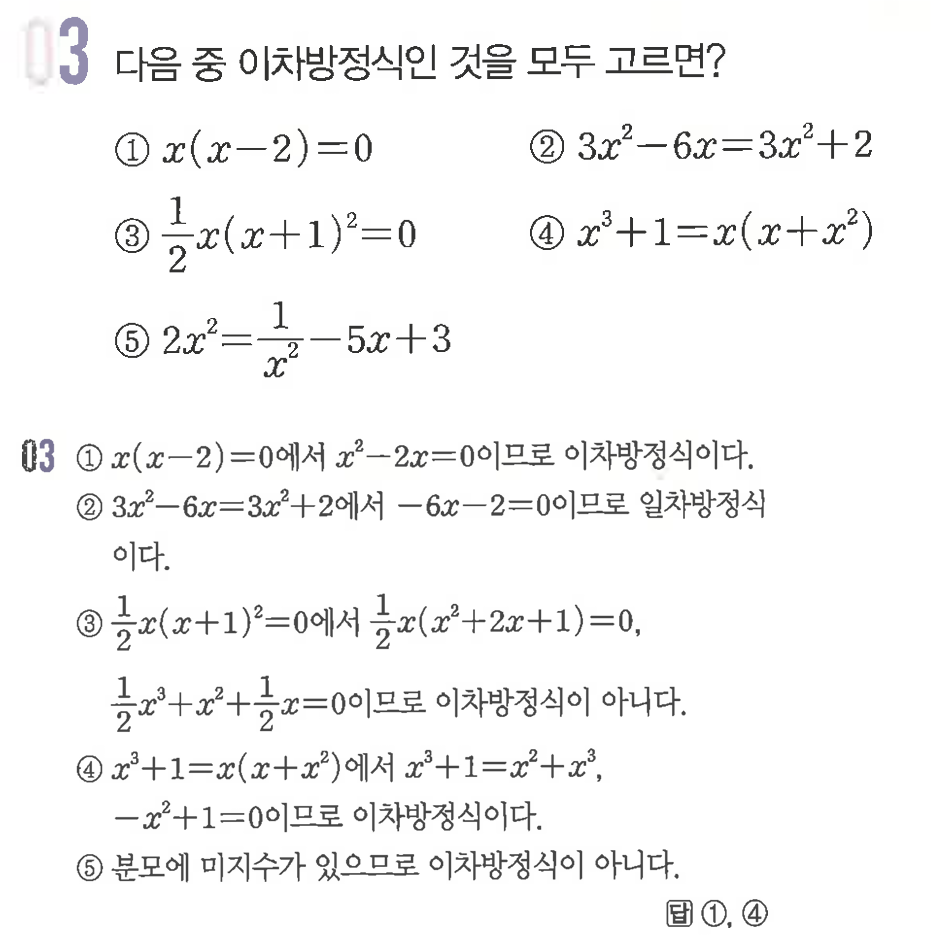 03 다음 중 이차방정식인 것을 모두 고르면?
① x(x-2)=0 ② 3x²-6x=3x²+2
③ 1/2 x(x+1)²=0 ④ x³+1=x(x+x²)
⑤ 2x²=1/x²-5x+3
03 ① x(x-2)=0에서 x²-2x=0이므로 이차방정식이다.
② 3x²-6x=3x²+2에서 -6x-2=0이므로 일차방정식
이다.
③ 1/2 x(x+1)²=0에서 1/2 x(x²+2x+1)=0,
1/2 x³+x²+1/2 x=0이므로 이차방정식이 아니다.
④ x³+1=x(x+x²)에서 x³+1=x²+x³,
-x²+1=0이므로 이차방정식이다.
⑤ 분모에 미지수가 있으므로 이차방정식이 아니다.
답 ①, ④